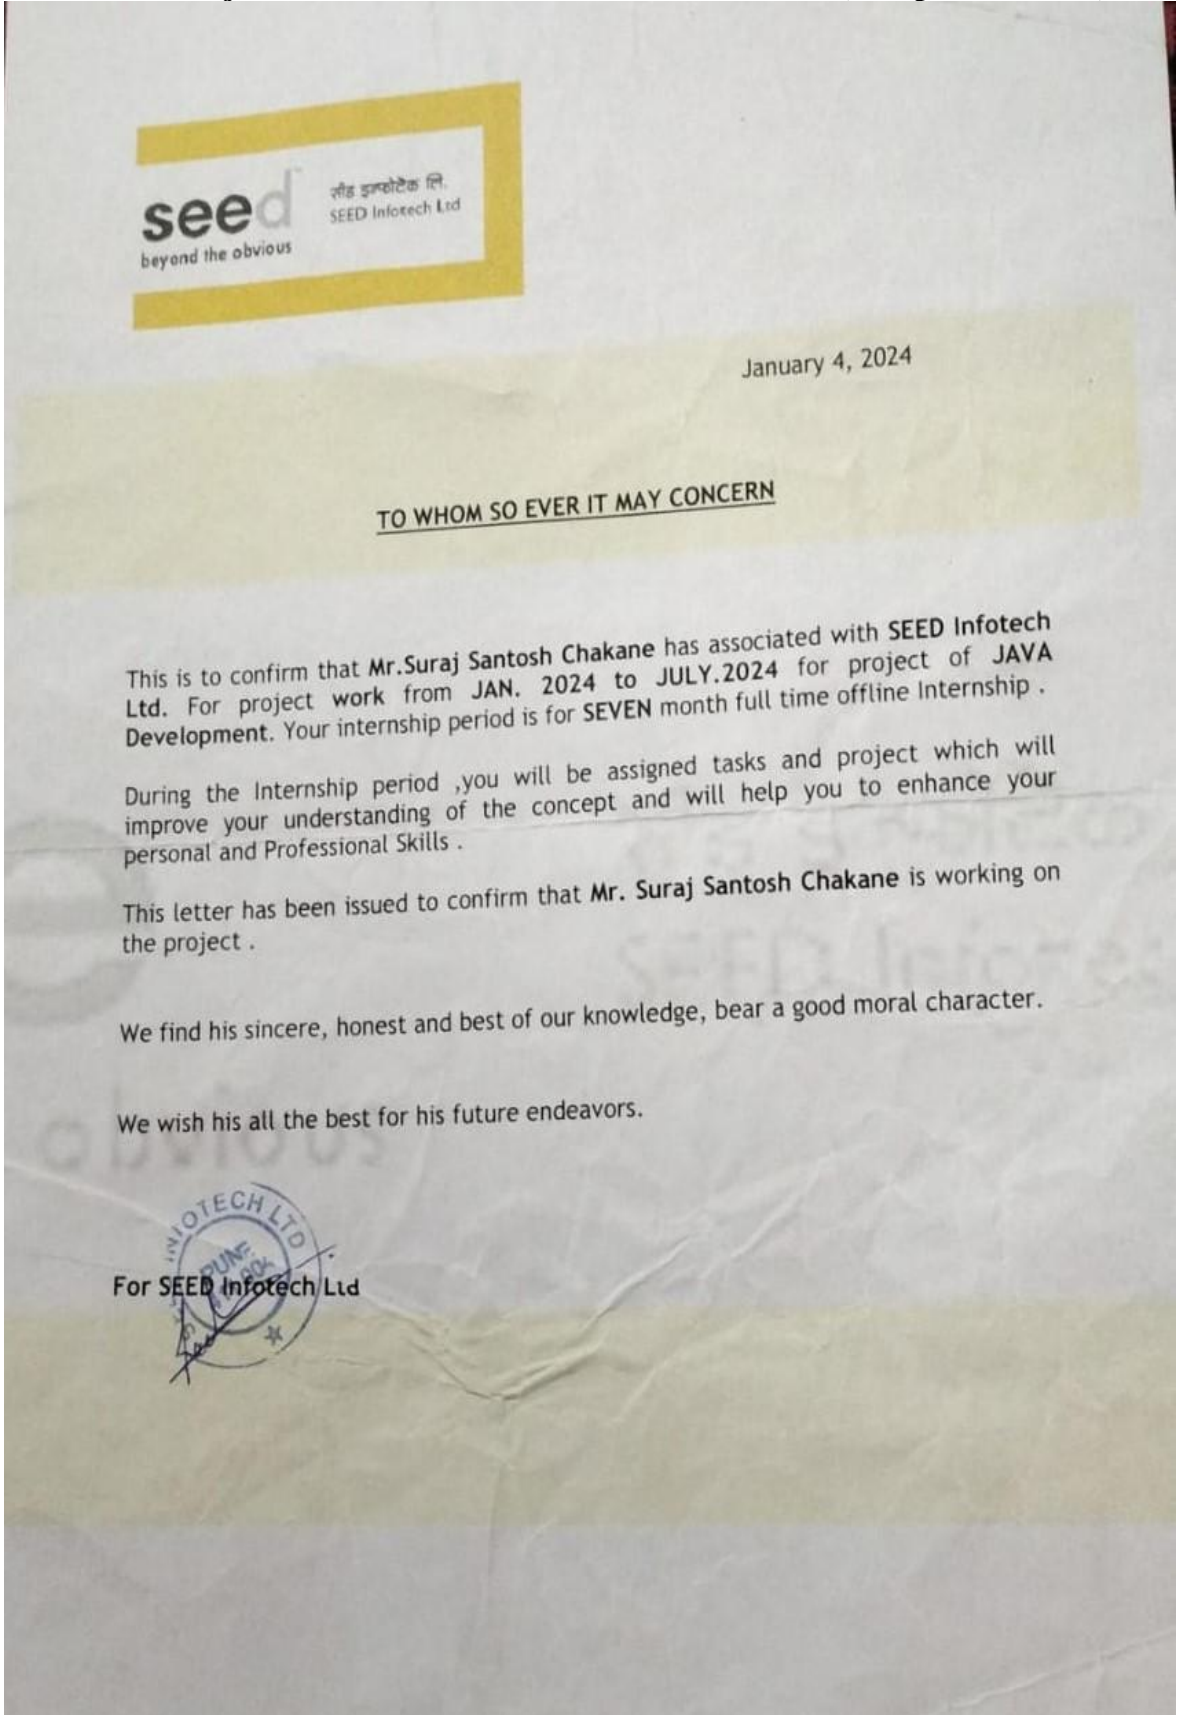 seed
beyond the obvious
सीड इन्फोटेक लि.
SEED Infotech Ltd
January 4, 2024
TO WHOM SO EVER IT MAY CONCERN
This is to confirm that Mr.Suraj Santosh Chakane has associated with SEED Infotech
Ltd. For project work from JAN. 2024 to JULY.2024 for project of JAVA
Development. Your internship period is for SEVEN month full time offline Internship .
During the Internship period ,you will be assigned tasks and project which will
improve your understanding of the concept and will help you to enhance your
personal and Professional Skills .
This letter has been issued to confirm that Mr. Suraj Santosh Chakane is working on
the project .
We find his sincere, honest and best of our knowledge, bear a good moral character.
We wish his all the best for his future endeavors.
INFOTECH LTD
PUNE
For SEED Infotech Ltd